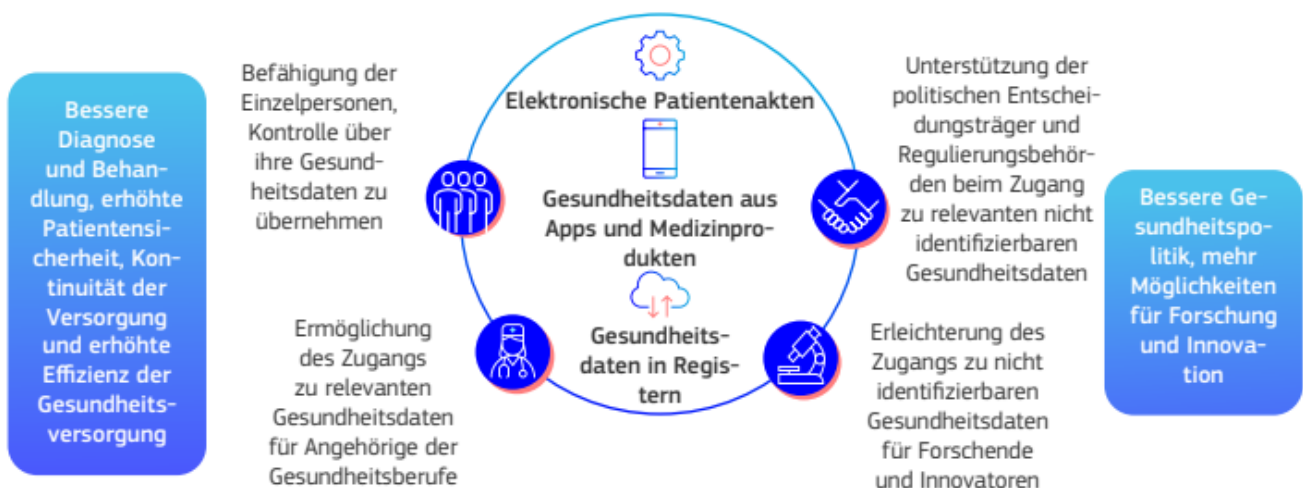 Bessere
Diagnose
und Behan-
dlung, erhöhte
Patientensi-
cherheit, Kon-
tinuität der
Versorgung
und erhöhte
Effizienz der
Gesundheits-
versorgung
Befähigung der
Einzelpersonen,
Kontrolle über
ihre Gesund-
heitsdaten zu
übernehmen
Ermöglichung
des Zugangs
zu relevanten
Gesundheitsdaten
für Angehörige der
Gesundheitsberufe
Elektronische Patientenakten
Gesundheitsdaten aus
Apps und Medizinpro-
dukten
Gesundheits-
daten in Regis-
tern
Unterstützung der
politischen Entschei-
dungsträger und
Regulierungsbehör-
den beim Zugang
zu relevanten nicht
identifizierbaren
Gesundheitsdaten
Erleichterung des
Zugangs zu nicht
identifizierbaren
Gesundheitsdaten
für Forschende
und Innovatoren
Bessere Ge-
sundheitspo-
litik, mehr
Möglichkeiten
für Forschung
und Innova-
tion